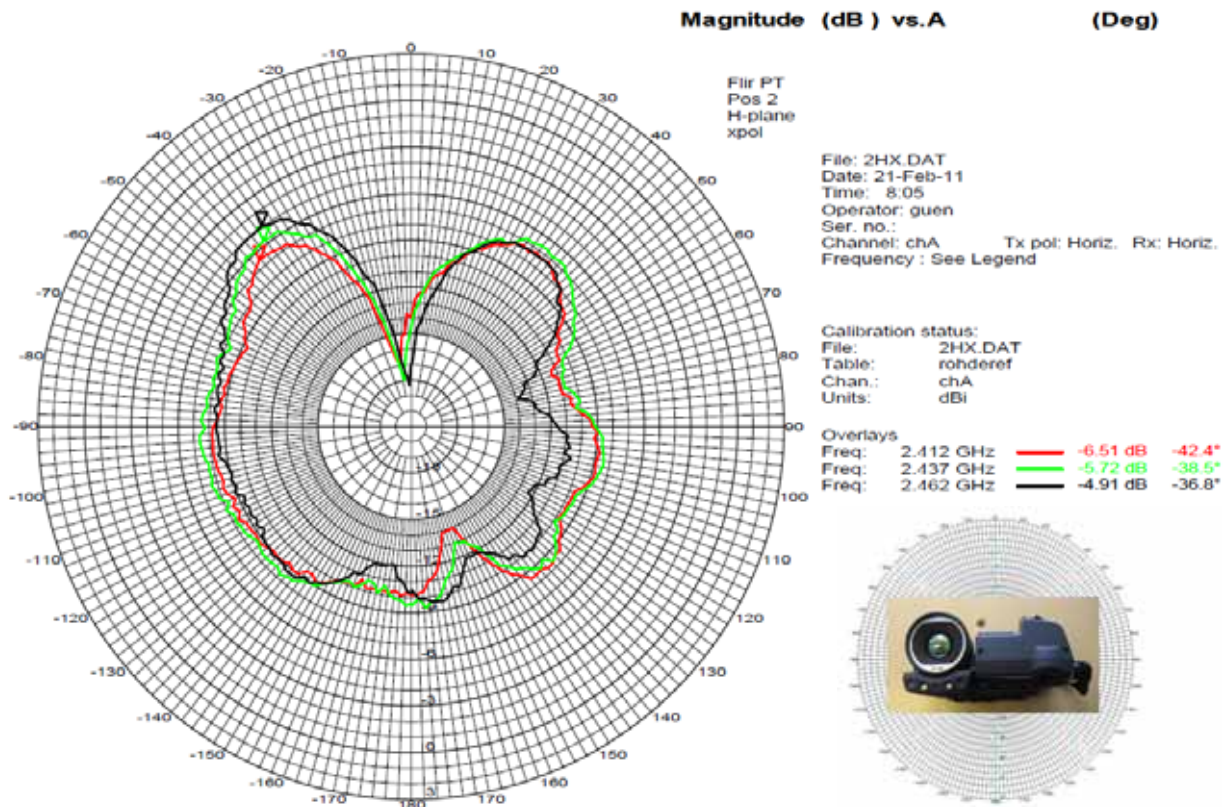 Magnitude (dB ) vs.A (Deg)
Flir PT
Pos 2
H-plane
xpol
File: 2HX.DAT
Date: 21-Feb-11
Time: 8:05
Operator: guen
Ser. no.:
Channel: chA Tx pol: Horiz. Rx: Horiz.
Frequency : See Legend
Calibration status:
File: 2HX.DAT
Table: rohderef
Chan.: chA
Units: dBi
Overlays
Freq: 2.412 GHz -6.51 dB -42.4°
Freq: 2.437 GHz -5.72 dB -38.5°
Freq: 2.462 GHz -4.91 dB -36.8°
-10 0 10
-20 20
-30 30
-40 40
-50 50
-60 60
-70 70
-80 80
-90 90
-100 100
-110 110
-120 120
-130 130
-140 140
-150 150
-160 160
-170 180 170
-15
-6
-3
0
3